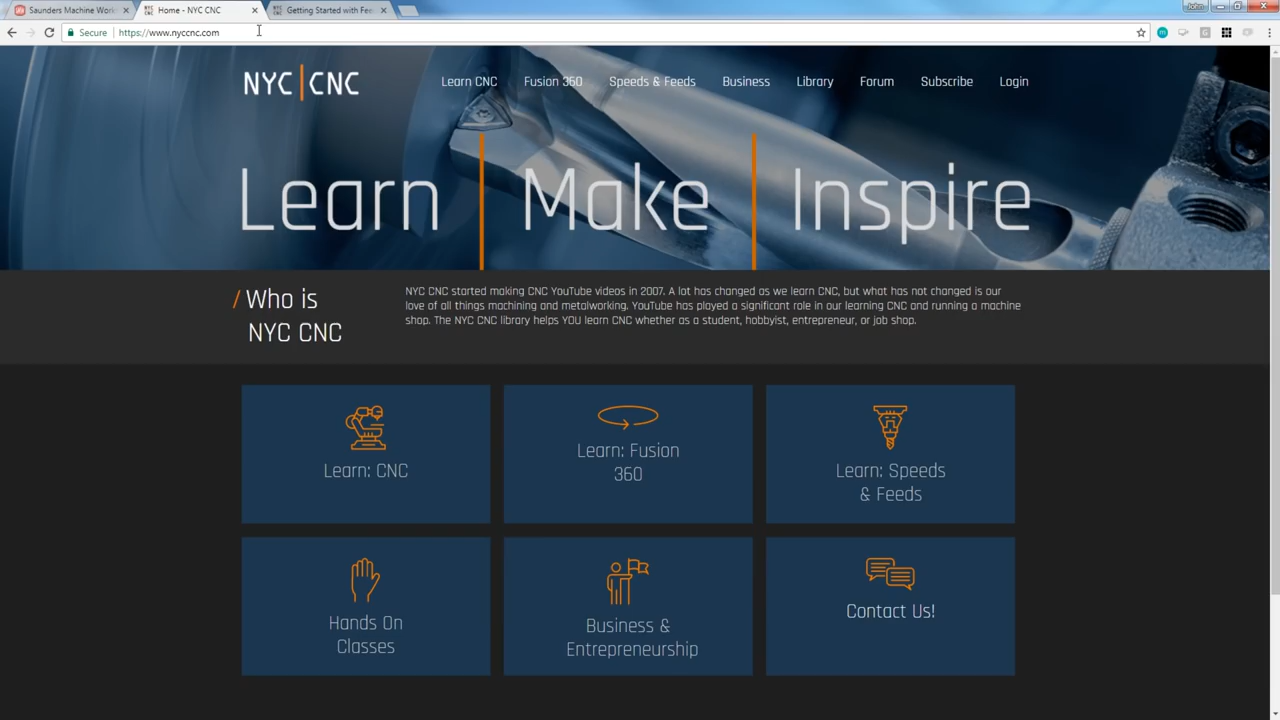 John
Saunders Machine Work
Home - NYC CNC
Getting Started with Fee
Secure
https://www.nyccnc.com
NYC CNC
Learn CNC
Fusion 360
Speeds & Feeds
Business
Library
Forum
Subscribe
Login
Learn
Make
Inspire
/ Who is
NYC CNC
NYC CNC started making CNC YouTube videos in 2007. A lot has changed as we learn CNC, but what has not changed is our
love of all things machining and metalworking. YouTube has played a significant role in our learning CNC and running a machine
shop. The NYC CNC library helps YOU learn CNC whether as a student, hobbyist, entrepreneur, or job shop.
Learn: CNC
Learn: Fusion
360
Learn: Speeds
& Feeds
Hands On
Classes
Business &
Entrepreneurship
Contact Us!